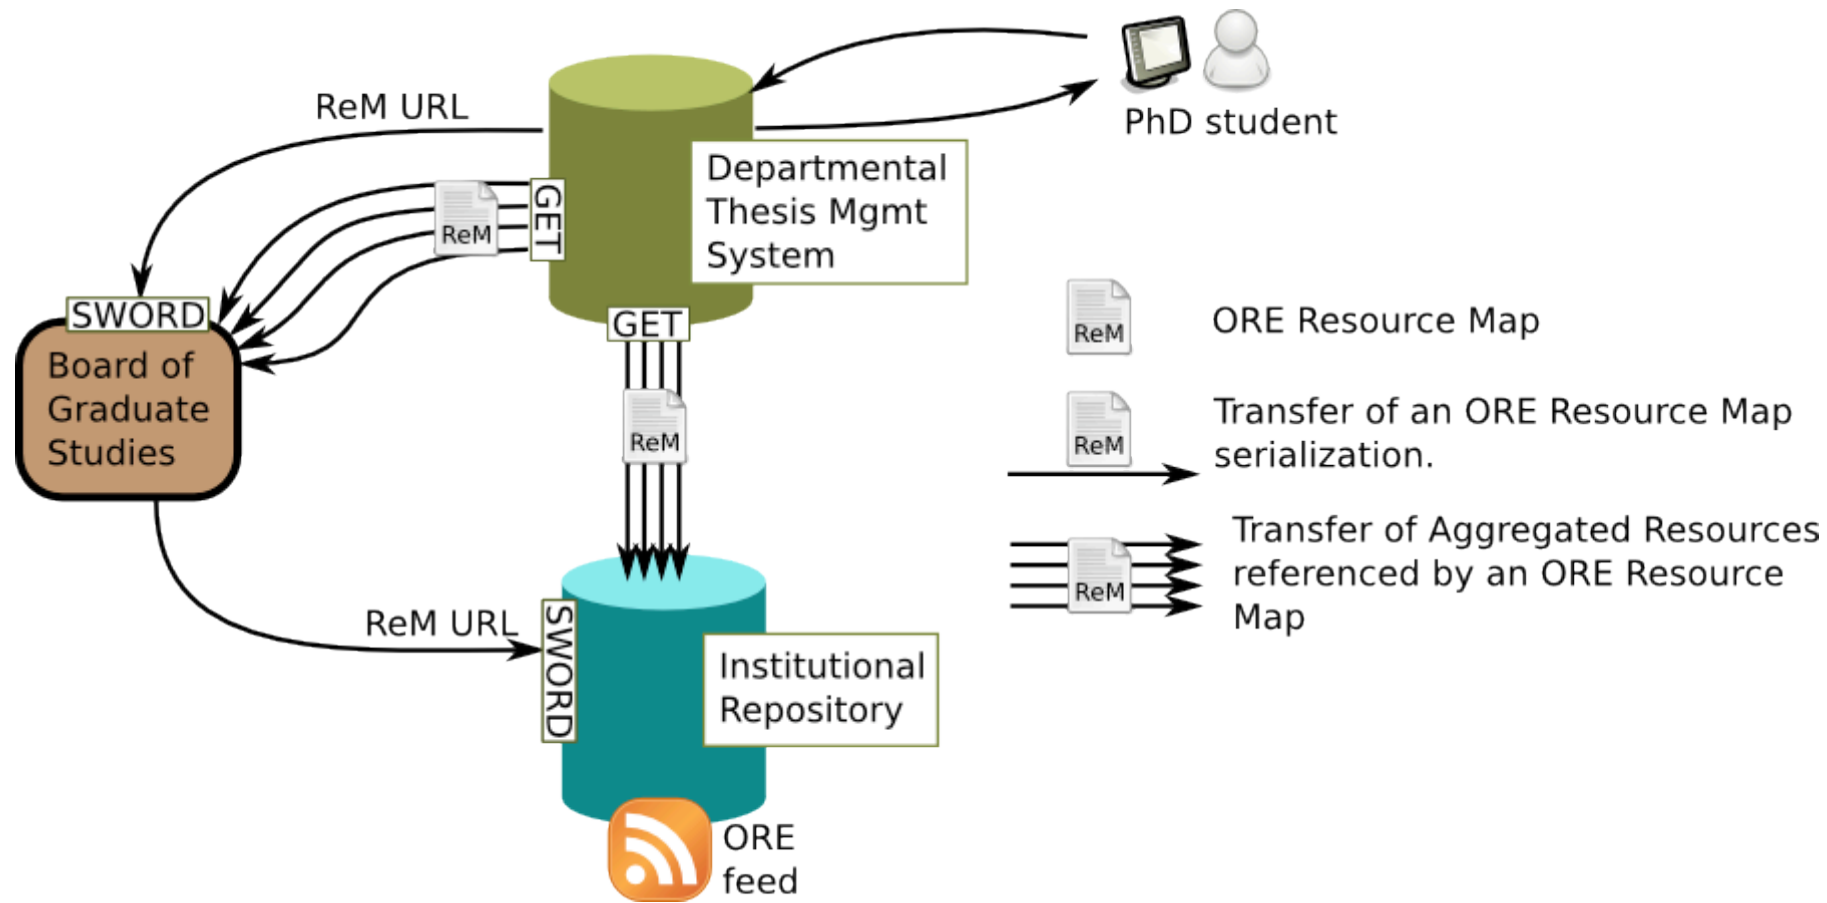 PhD student
ReM URL
Departmental
Thesis Mgmt
System
GET
ReM
SWORD
Board of
Graduate
Studies
GET
ReM
ReM URL
SWORD
Institutional
Repository
ORE
feed
ReM
ORE Resource Map
ReM
Transfer of an ORE Resource Map
serialization.
ReM
Transfer of Aggregated Resources
referenced by an ORE Resource
Map